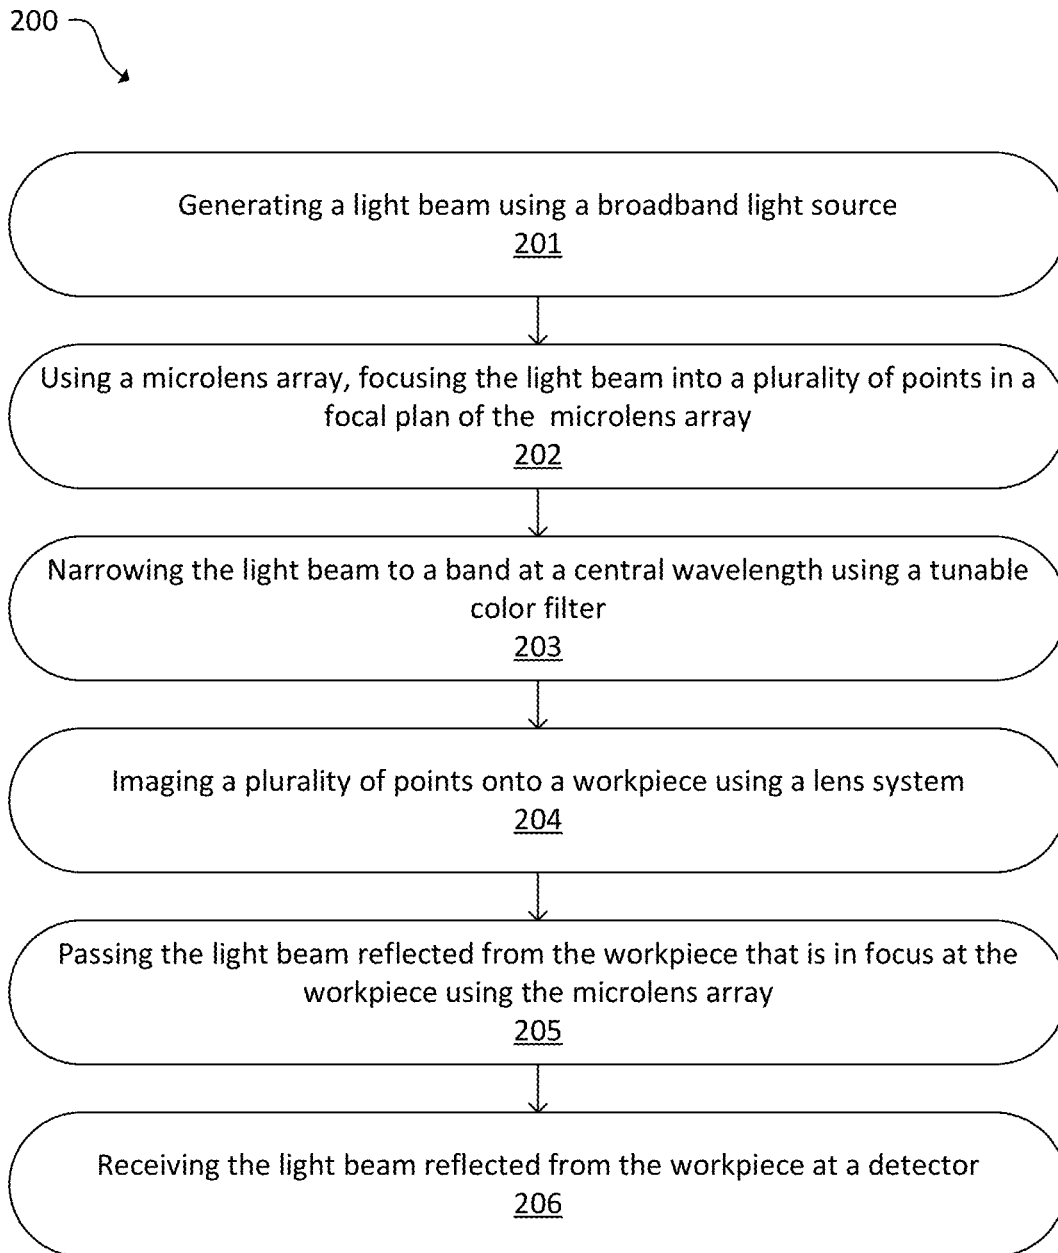 200
Generating a light beam using a broadband light source
201
Using a microlens array, focusing the light beam into a plurality of points in a
focal plan of the microlens array
202
Narrowing the light beam to a band at a central wavelength using a tunable
color filter
203
Imaging a plurality of points onto a workpiece using a lens system
204
Passing the light beam reflected from the workpiece that is in focus at the
workpiece using the microlens array
205
Receiving the light beam reflected from the workpiece at a detector
206